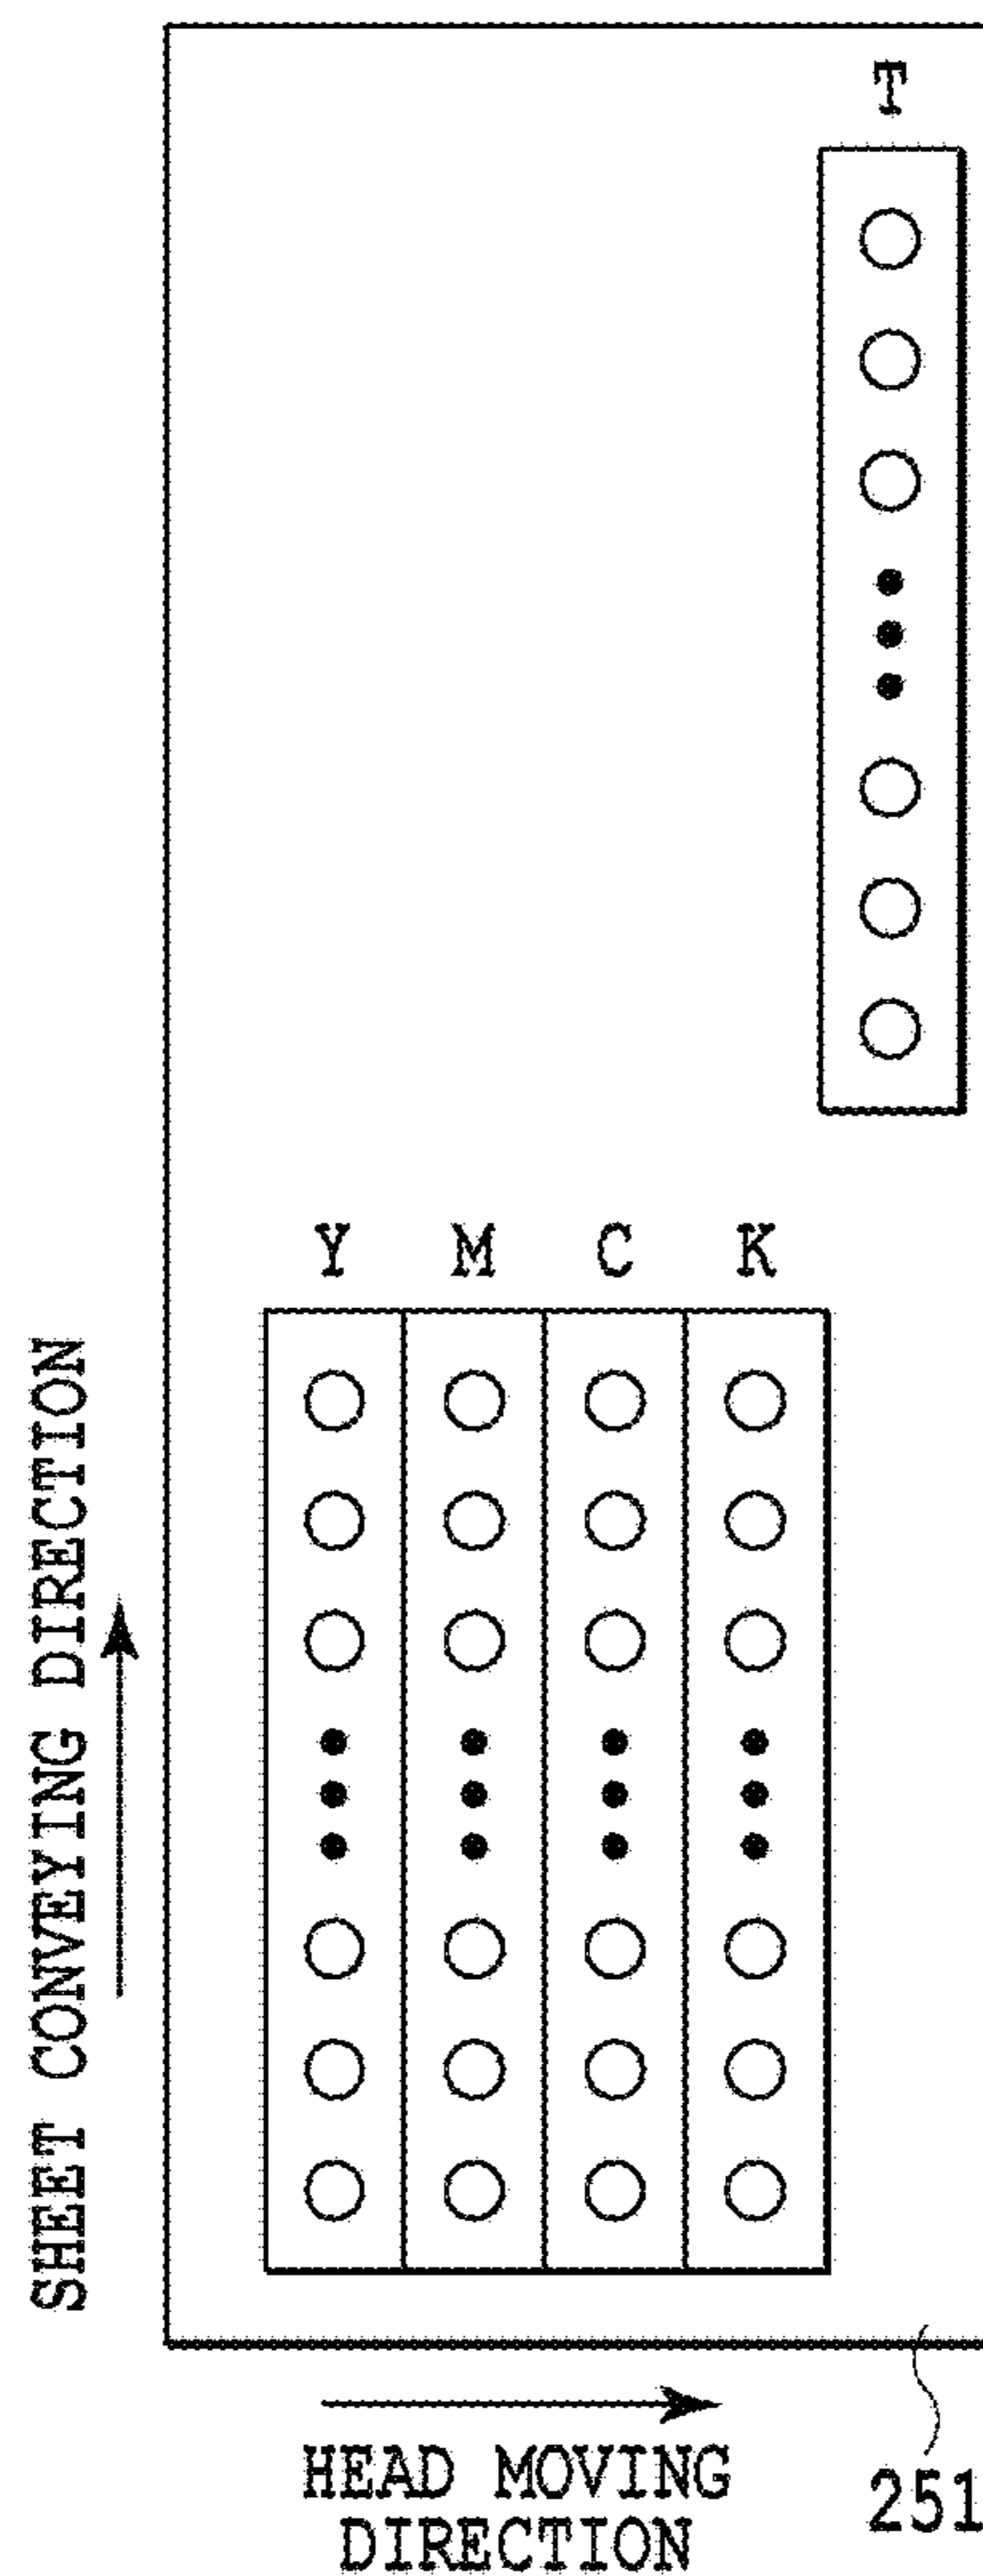 T
Y M C K
SHEET CONVEYING DIRECTION
HEAD MOVING
DIRECTION
251